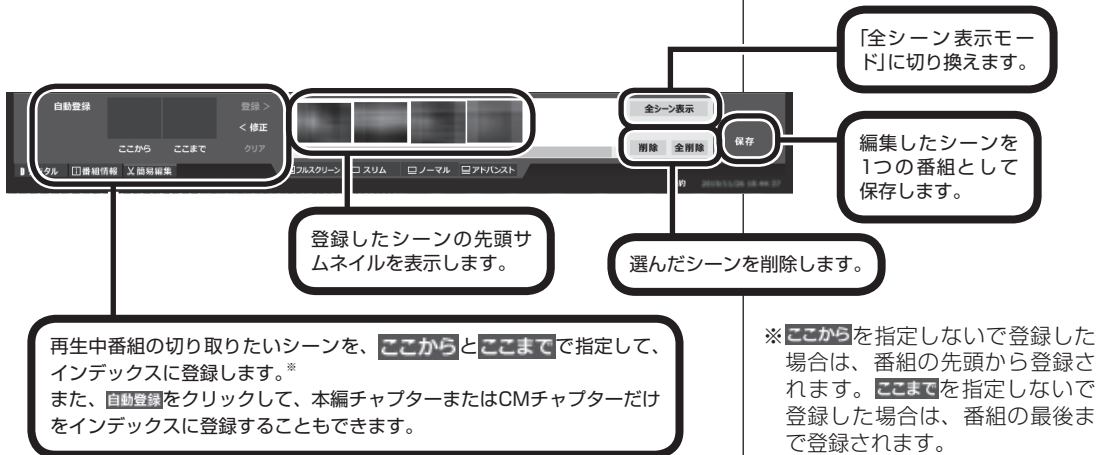 「全シーン表示モー
ド」に切り換えます。
自動登録
登録 >
< 修正
クリア
ここから ここまで
全シーン表示
削除 全削除
保存
編集したシーンを
1つの番組として
保存します。
番組情報 簡易編集
フルスクリーン スリム ノーマル アドバンスト
登録したシーンの先頭サ
ムネイルを表示します。
選んだシーンを削除します。
再生中番組の切り取りたいシーンを、ここからとここまでで指定して、
インデックスに登録します。※
また、自動登録をクリックして、本編チャプターまたはCMチャプターだけ
をインデックスに登録することもできます。
※ここからを指定しないで登録した
場合は、番組の先頭から登録さ
れます。ここまでを指定しないで
登録した場合は、番組の最後ま
で登録されます。